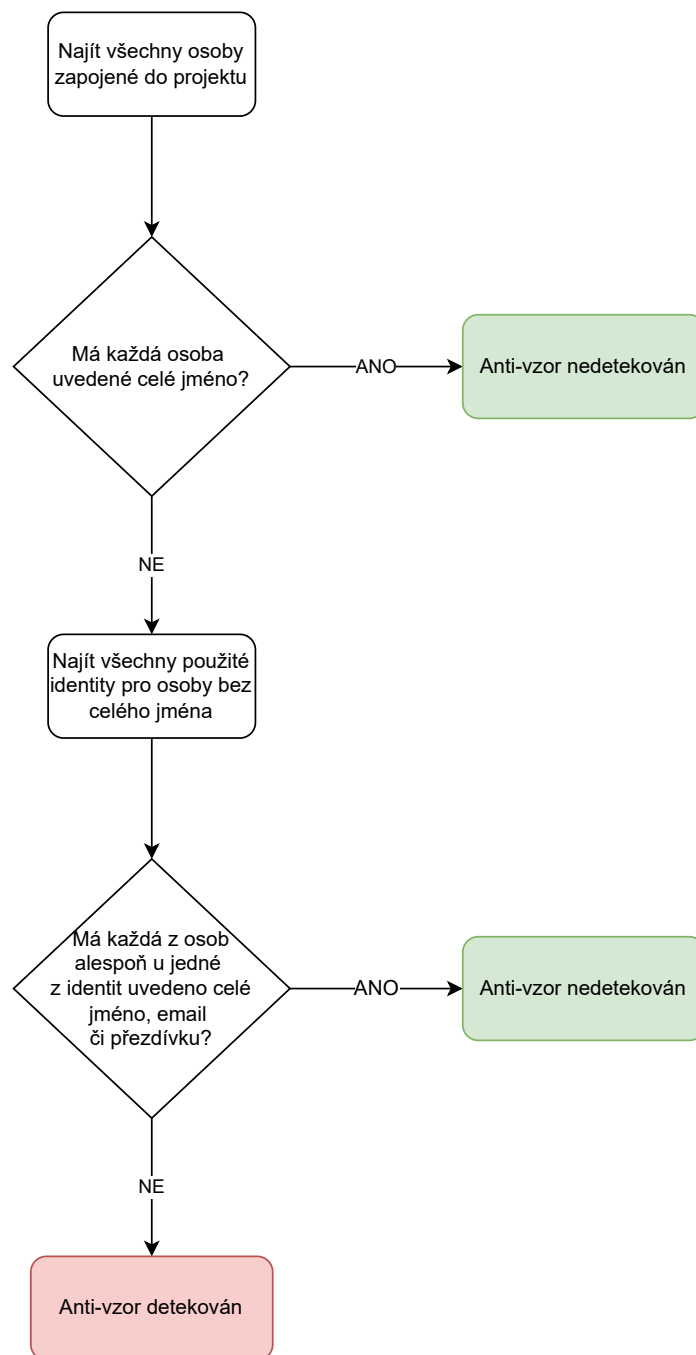 Najít všechny osoby
zapojené do projektu
Má každá osoba
uvedené celé jméno?
ANO
Anti-vzor nedetekován
NE
Najít všechny použité
identity pro osoby bez
celého jména
Má každá z osob
alespoň u jedné
z identit uvedeno celé
jméno, email
či přezdívku?
ANO
Anti-vzor nedetekován
NE
Anti-vzor detekován